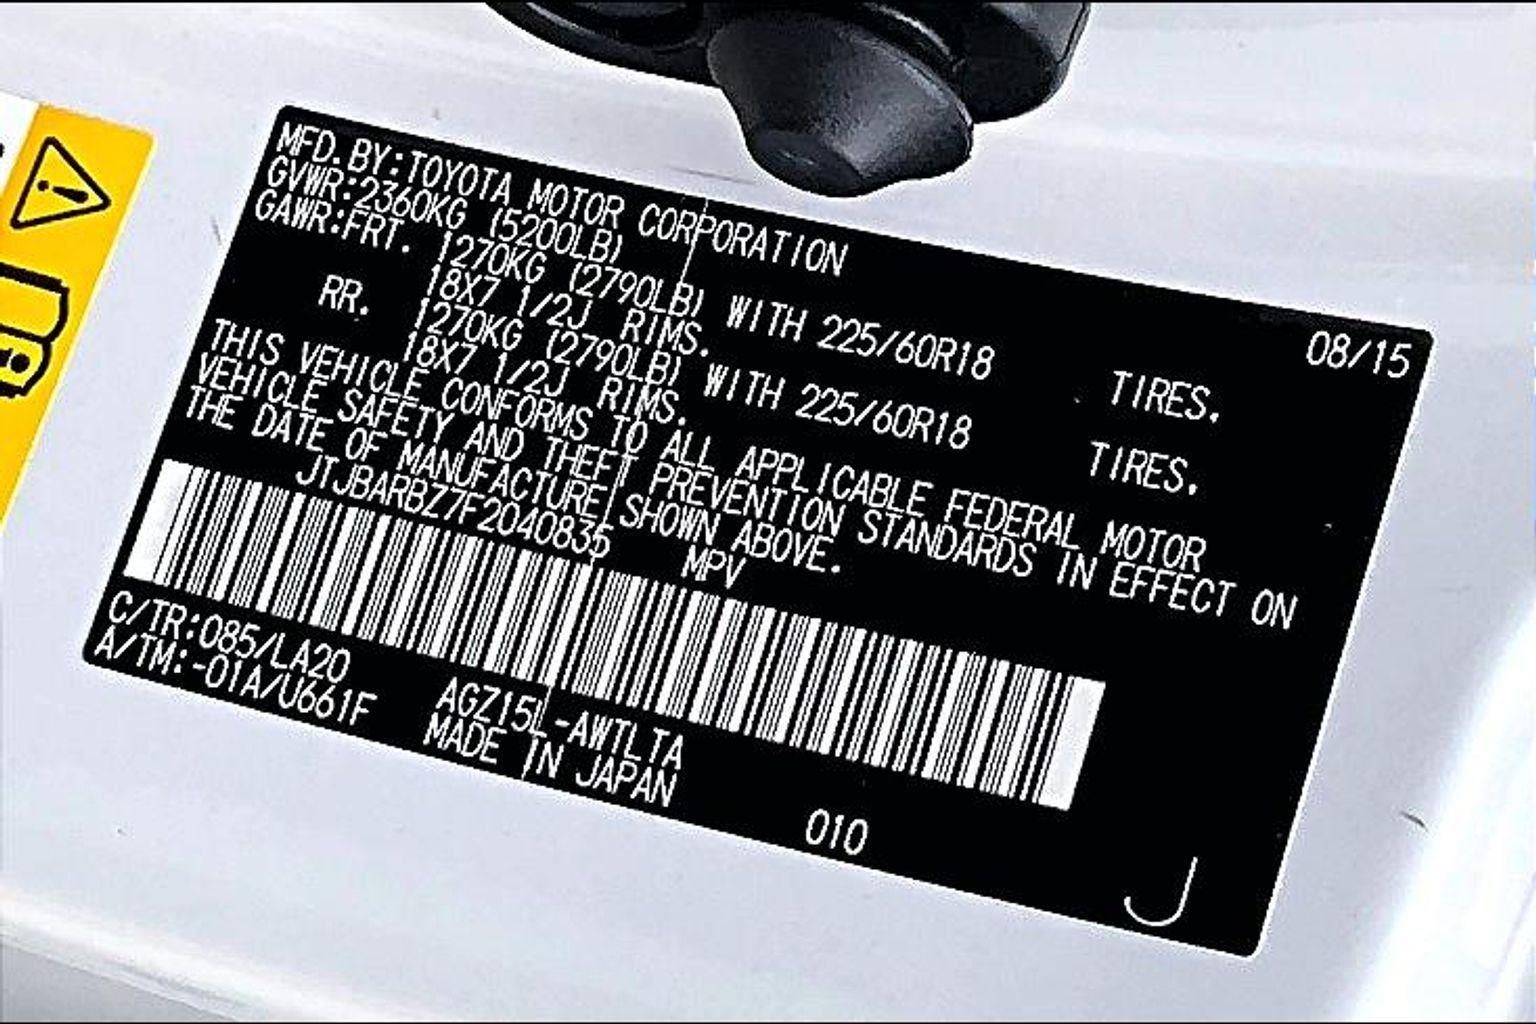 MFD. BY:TOYOTA MOTOR CORPORATION 08/15
GVWR:2360KG (5200LB)
GAWR:FRT. 1270KG (2790LB) WITH 225/60R18 TIRES.
18X7 1/2J RIMS.
RR. 1270KG (2790LB) WITH 225/60R18 TIRES.
18X7 1/2J RIMS.
THIS VEHICLE CONFORMS TO ALL APPLICABLE FEDERAL MOTOR
VEHICLE SAFETY AND THEFT PREVENTION STANDARDS IN EFFECT ON
THE DATE OF MANUFACTURE SHOWN ABOVE.
JTJBARBZ7F2040835 MPV
C/TR:085/LA20 AGZ15L-AWTLTA
A/TM:-01A/U661F MADE IN JAPAN
010
J